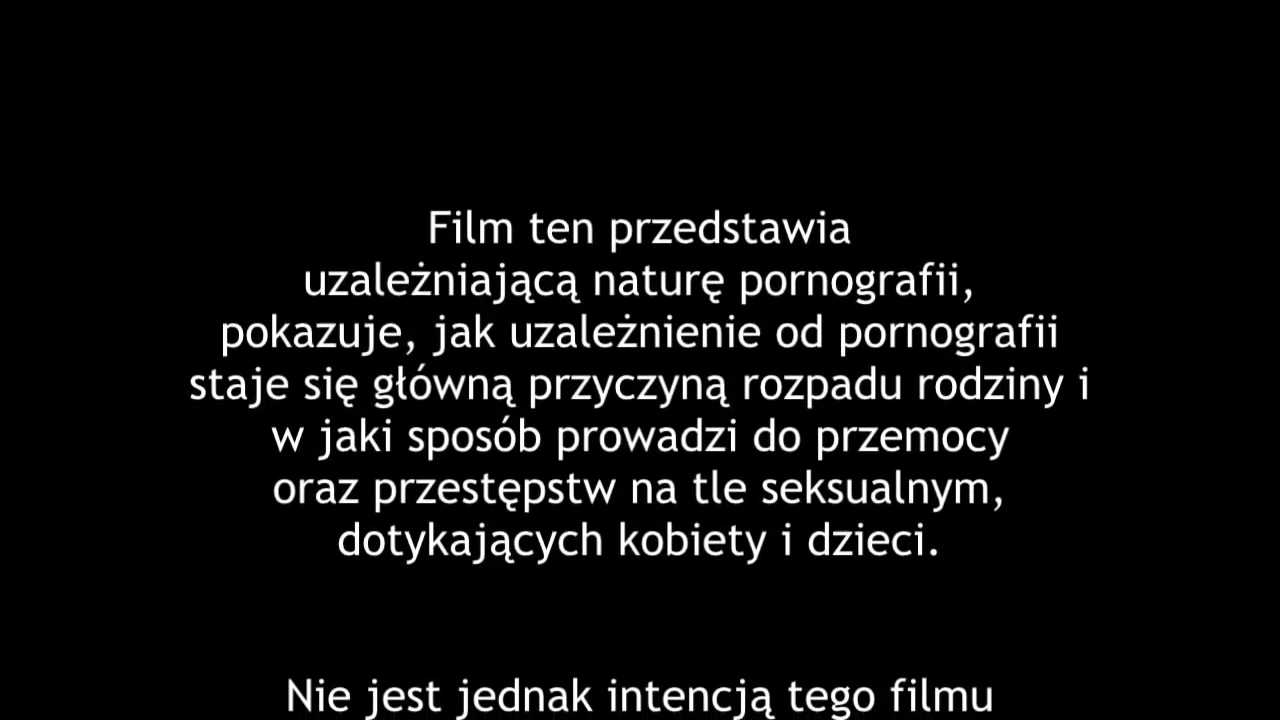 Film ten przedstawia
uzależniającą naturę pornografii,
pokazuje, jak uzależnienie od pornografii
staje się główną przyczyną rozpadu rodziny i
w jaki sposób prowadzi do przemocy
oraz przestępstw na tle seksualnym,
dotykających kobiety i dzieci.
Nie jest jednak intencją tego filmu